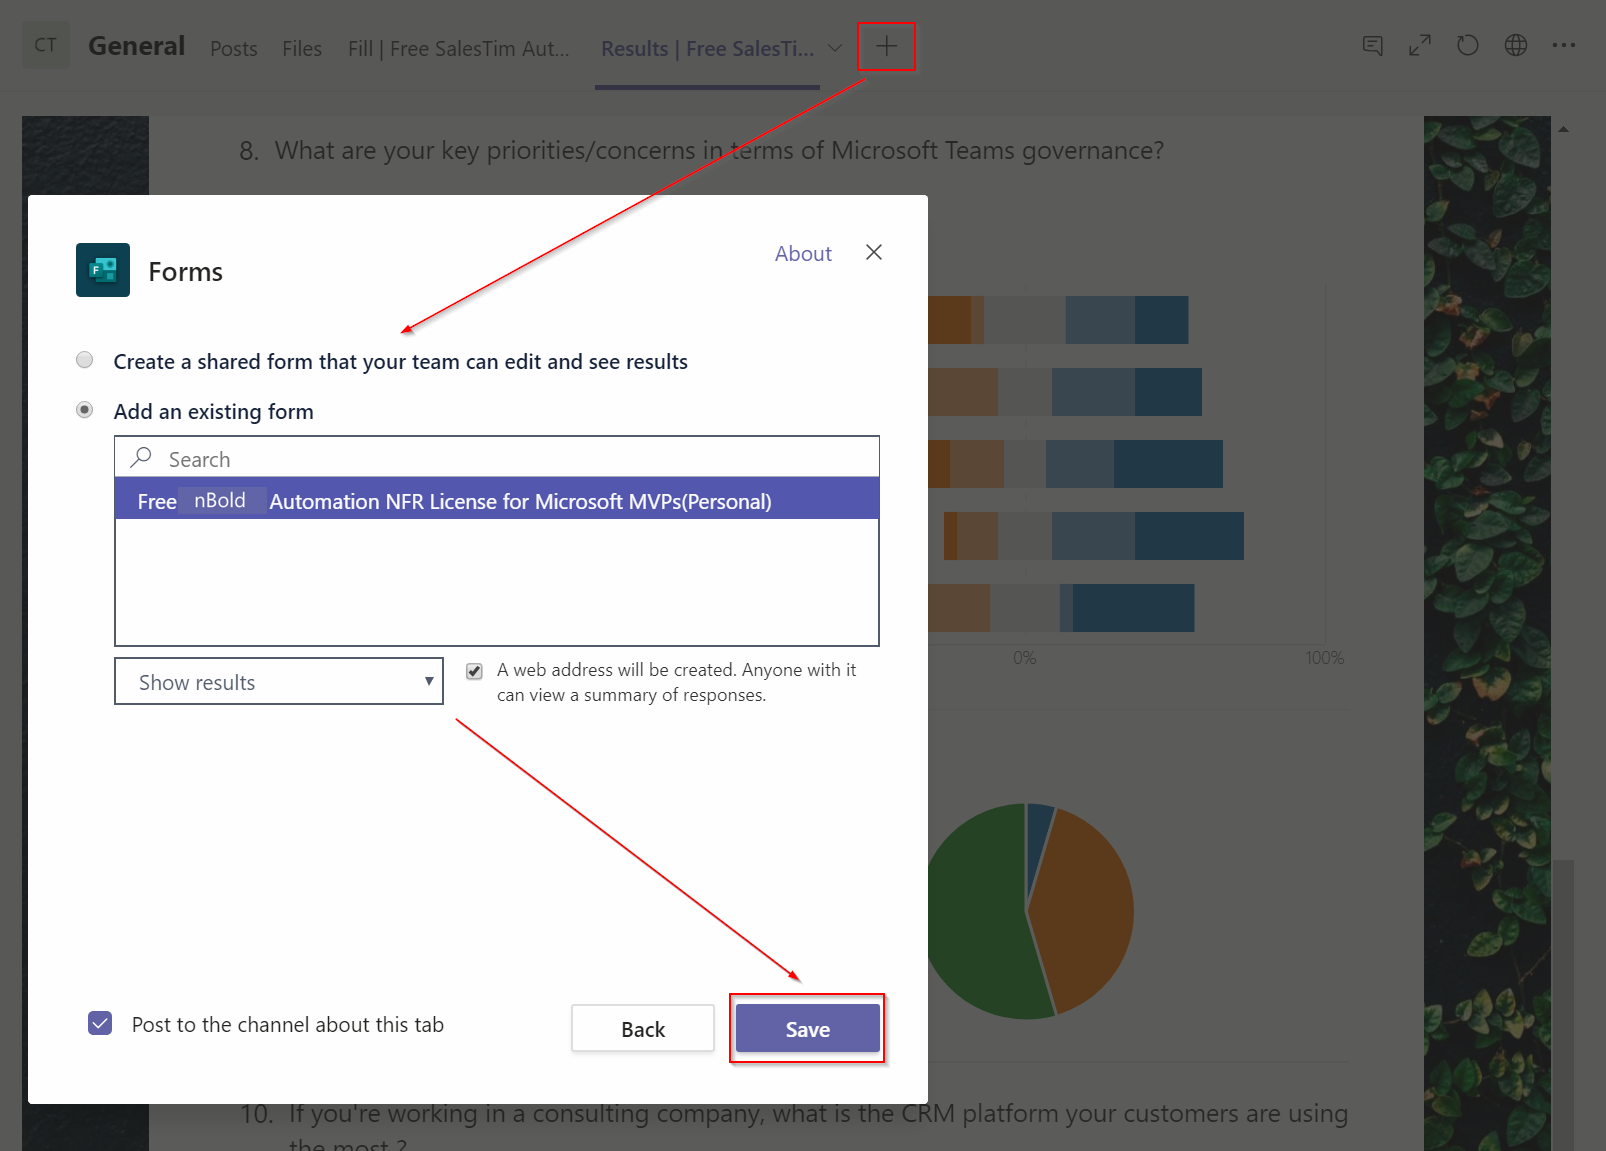 CT General Posts Files Fill | Free SalesTim Aut... Results | Free SalesTi...
8. What are your key priorities/concerns in terms of Microsoft Teams governance?
About
F Forms
Create a shared form that your team can edit and see results
Add an existing form
Search
Free nBold Automation NFR License for Microsoft MVPs(Personal)
0% 100%
Show results
A web address will be created. Anyone with it
can view a summary of responses.
Post to the channel about this tab
Back
Save
10. If you're working in a consulting company, what is the CRM platform your customers are using
the most ?